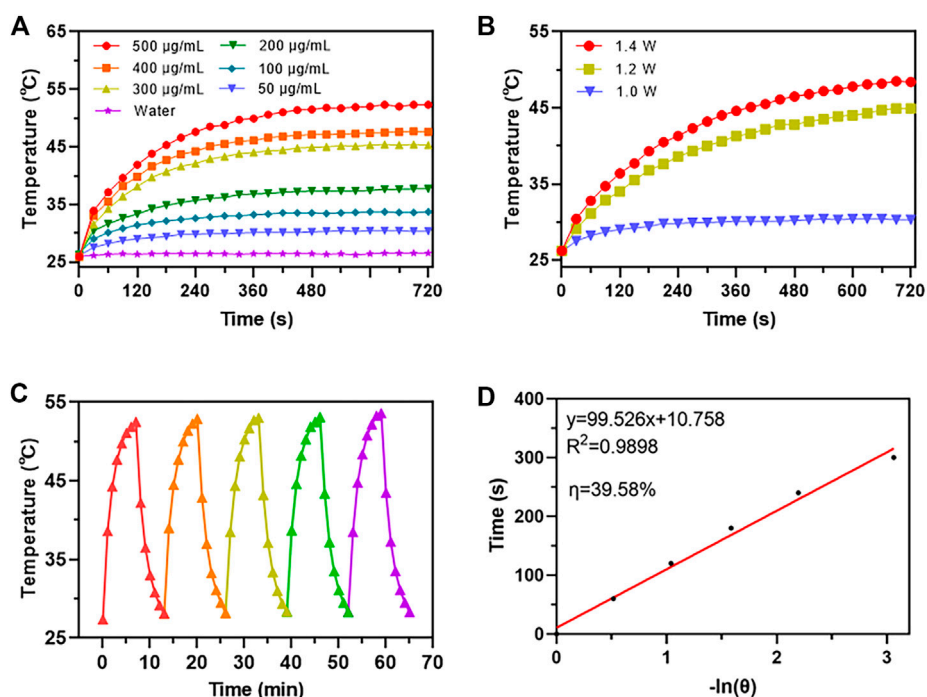 A
Temperature (°C)
65
55
45
35
25
500 µg/mL
400 µg/mL
300 µg/mL
Water
200 µg/mL
100 µg/mL
50 µg/mL
0 120 240 360 480 600 720
Time (s)
B
Temperature (°C)
55
45
35
25
1.4 W
1.2 W
1.0 W
0 120 240 360 480 600 720
Time (s)
C
Temperature (°C)
55
45
35
25
0 10 20 30 40 50 60 70
Time (min)
D
Time (s)
400
300
200
100
0
y=99.526x+10.758
R²=0.9898
η=39.58%
0 1 2 3
-Ln(θ)